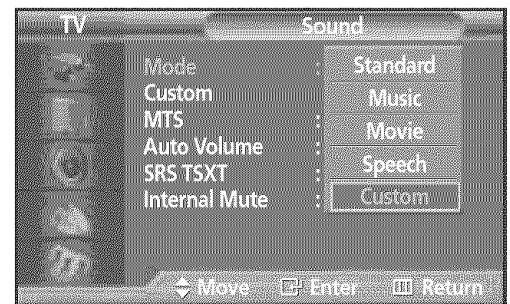 TV Sound
Mode : Standard
Custom Music
MTS : Movie
Auto Volume : Speech
SRS TSXT : Custom
Internal Mute :
Move Enter Return